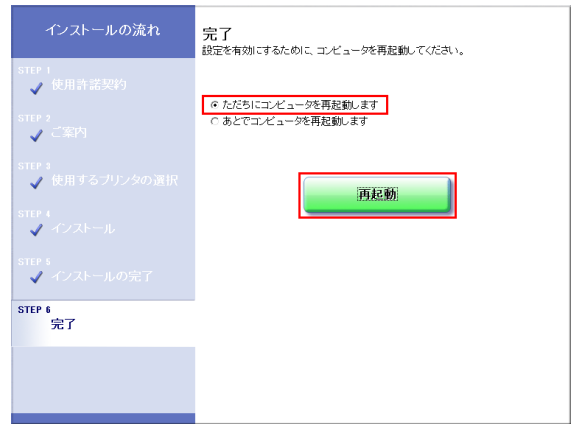 インストールの流れ
STEP 1
使用許諾契約
STEP 2
ご案内
STEP 3
使用するプリンタの選択
STEP 4
インストール
STEP 5
インストールの完了
STEP 6
完了
完了
設定を有効にするために、コンピュータを再起動してください。
ただちにコンピュータを再起動します
あとでコンピュータを再起動します
再起動